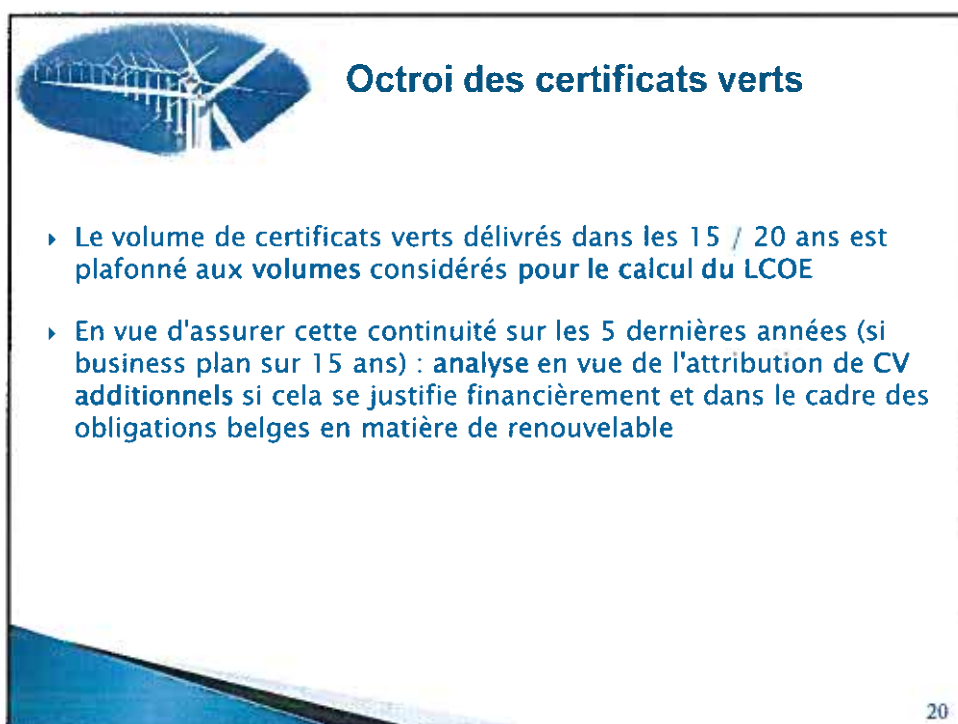 Octroi des certificats verts
▸ Le volume de certificats verts délivrés dans les 15 / 20 ans est
plafonné aux volumes considérés pour le calcul du LCOE
▸ En vue d'assurer cette continuité sur les 5 dernières années (si
business plan sur 15 ans) : analyse en vue de l'attribution de CV
additionnels si cela se justifie financièrement et dans le cadre des
obligations belges en matière de renouvelable
20